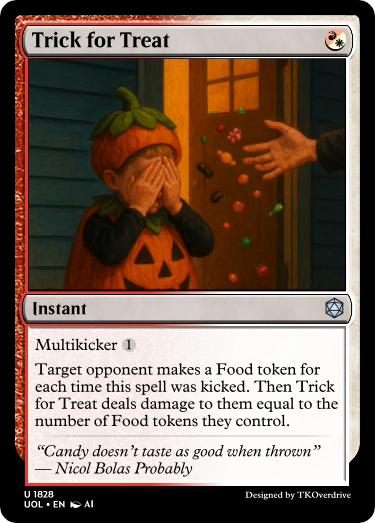 Trick for Treat
Instant
Multikicker 1
Target opponent makes a Food token for
each time this spell was kicked. Then Trick
for Treat deals damage to them equal to the
number of Food tokens they control.
“Candy doesn’t taste as good when thrown”
— Nicol Bolas Probably
U 1828
UOL • EN AI
Designed by TKOverdrive